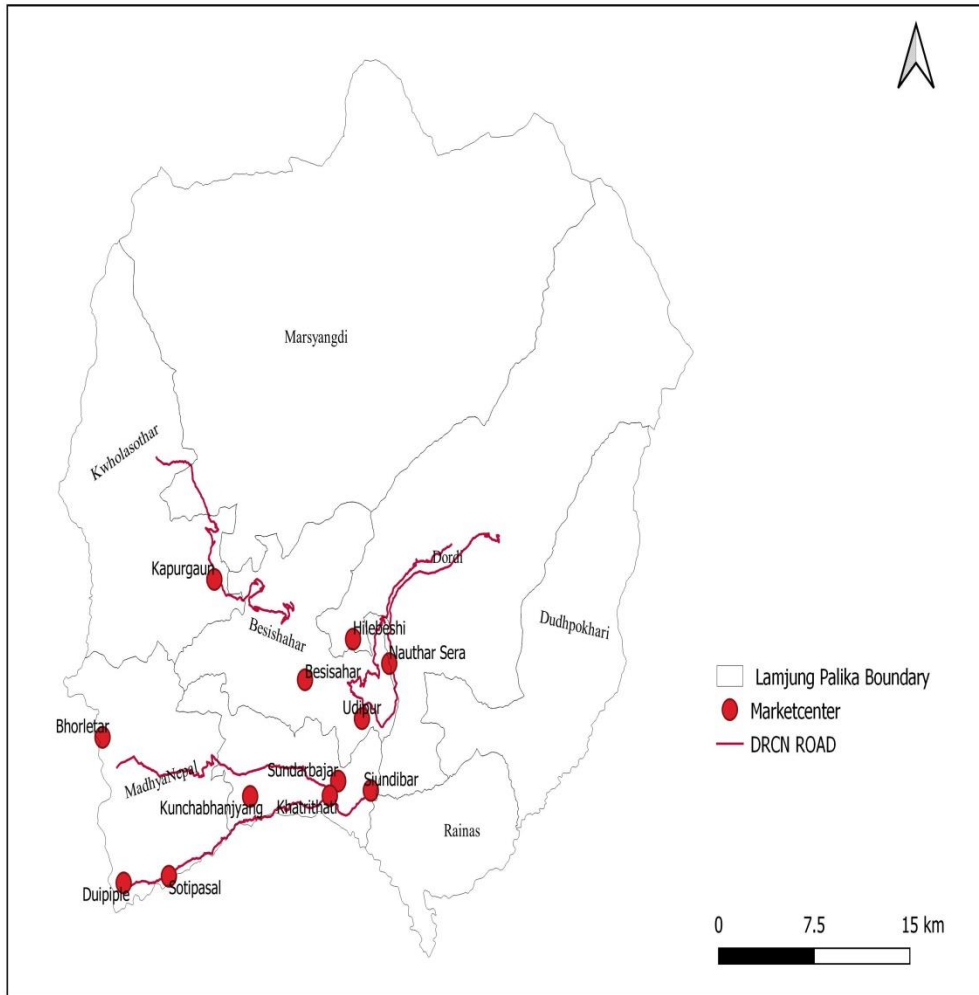 Marsyangdi
Kwholasothar
Dordi
Kapurgaun
Dudhpokhari
Hilebeshi
Besishahar
Nauthar Sera
Besisahar
Lamjung Palika Boundary
Udipur
Marketcenter
Bhorletar
DRCN ROAD
Sundarbajar
Siundibar
MadhyaNepal
Kunchabhanjyang
Khatrithati
Rainas
Duipiple
Sotipasal
0 7.5 15 km